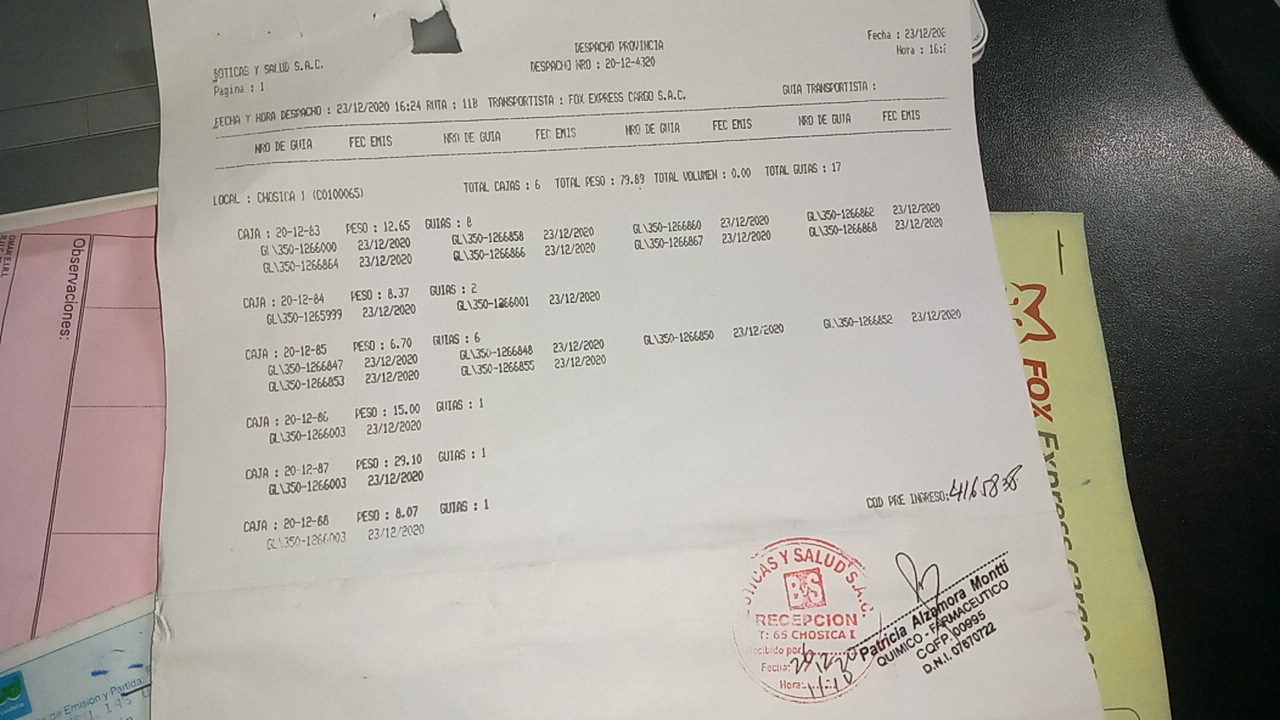 BOTICAS Y SALUD S.A.C.
Pagina : 1
DESPACHO PROVINCIA
DESPACHO NRO : 20-12-4320
Fecha : 23/12/202
Hora : 16:
FECHA Y HORA DESPACHO : 23/12/2020 16:24 RUTA : 11B TRANSPORTISTA : FOX EXPRESS CARGO S.A.C. GUIA TRANSPORTISTA :
NRO DE GUIA FEC EMIS NRO DE GUIA FEC EMIS NRO DE GUIA FEC EMIS NRO DE GUIA FEC EMIS
LOCAL : CHOSICA 1 (C0100065) TOTAL CAJAS : 6 TOTAL PESO : 79.89 TOTAL VOLUMEN : 0.00 TOTAL GUIAS : 17
CAJA : 20-12-83 PESO : 12.65 GUIAS : 8
GL\350-1266000 23/12/2020 GL\350-1266858 23/12/2020 GL\350-1266860 23/12/2020 GL\350-1266862 23/12/2020
GL\350-1266864 23/12/2020 GL\350-1266866 23/12/2020 GL\350-1266867 23/12/2020 GL\350-1266868 23/12/2020
CAJA : 20-12-84 PESO : 8.37 GUIAS : 2
GL\350-1265999 23/12/2020 GL\350-1266001 23/12/2020
CAJA : 20-12-85 PESO : 6.70 GUIAS : 6
GL\350-1266847 23/12/2020 GL\350-1266848 23/12/2020 GL\350-1266850 23/12/2020 GL\350-1266852 23/12/2020
GL\350-1266853 23/12/2020 GL\350-1266855 23/12/2020
CAJA : 20-12-86 PESO : 15.00 GUIAS : 1
GL\350-1266003 23/12/2020
CAJA : 20-12-87 PESO : 29.10 GUIAS : 1
GL\350-1266003 23/12/2020
CAJA : 20-12-88 PESO : 8.07 GUIAS : 1
GL\350-1266003 23/12/2020
COD PRE INGRESO: 4165838
BOTICAS Y SALUD S.A.C.
B&S
RECEPCION
T: 65 CHOSICA I
ecibido por
Fecha:
Hora:
Patricia Alzamora Montti
QUIMICO - FARMACEUTICO
CQFP. 00995
D.N.I. 07670722
Observaciones:
FOX Express Cargo
de Emision y Partida